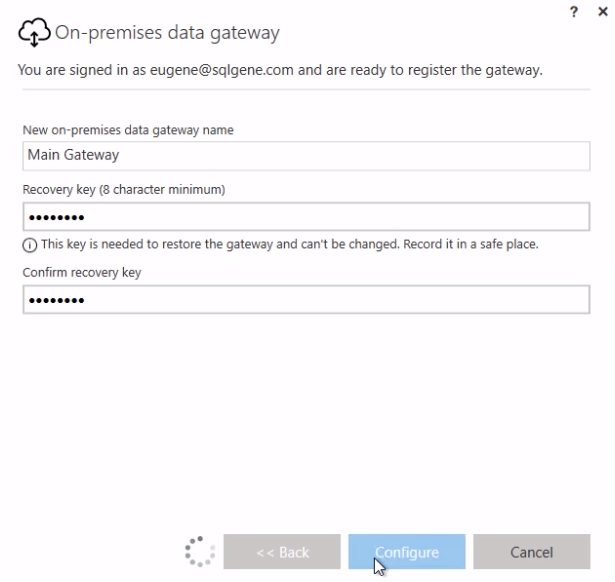 ? ×
On-premises data gateway
You are signed in as eugene@sqlgene.com and are ready to register the gateway.
New on-premises data gateway name
Main Gateway
Recovery key (8 character minimum)
••••••••
This key is needed to restore the gateway and can't be changed. Record it in a safe place.
Confirm recovery key
••••••••
<< Back Configure Cancel